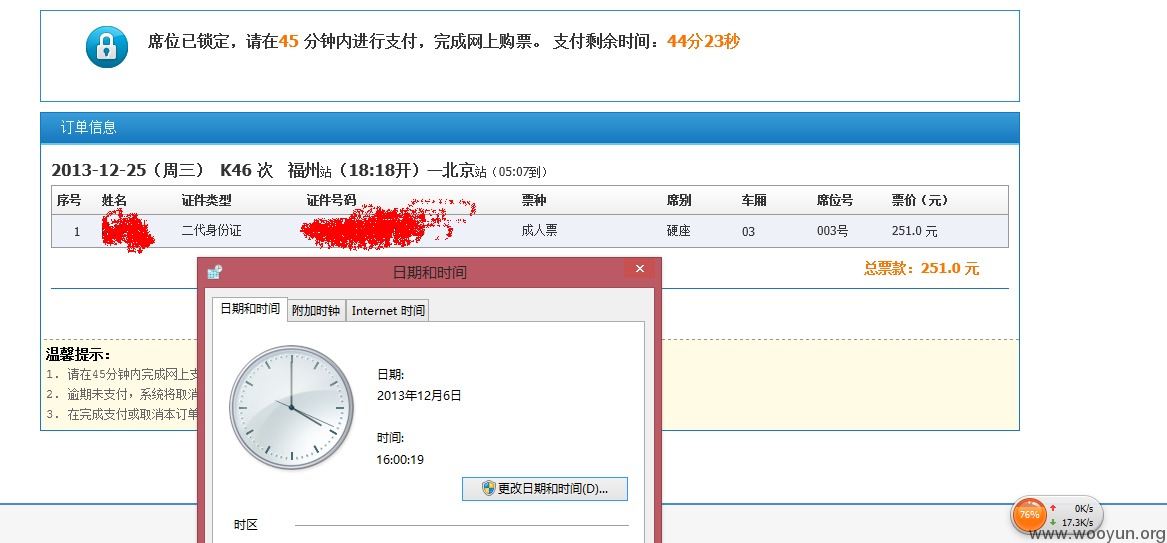 席位已锁定，请在45 分钟内进行支付，完成网上购票。 支付剩余时间：44分23秒
订单信息
2013-12-25（周三） K46 次 福州站（18:18开）—北京站（05:07到）
序号 姓名 证件类型 证件号码 票种 席别 车厢 席位号 票价（元）
1 二代身份证 成人票 硬座 03 003号 251.0 元
总票款：251.0 元
日期和时间
日期和时间 附加时钟 Internet 时间
日期:
2013年12月6日
时间:
16:00:19
更改日期和时间(D)...
时区
温馨提示：
1. 请在45分钟内完成网上支
2. 逾期未支付，系统将取消
3. 在完成支付或取消本订单
76%
0K/s
17.3K/s
www.wooyun.org